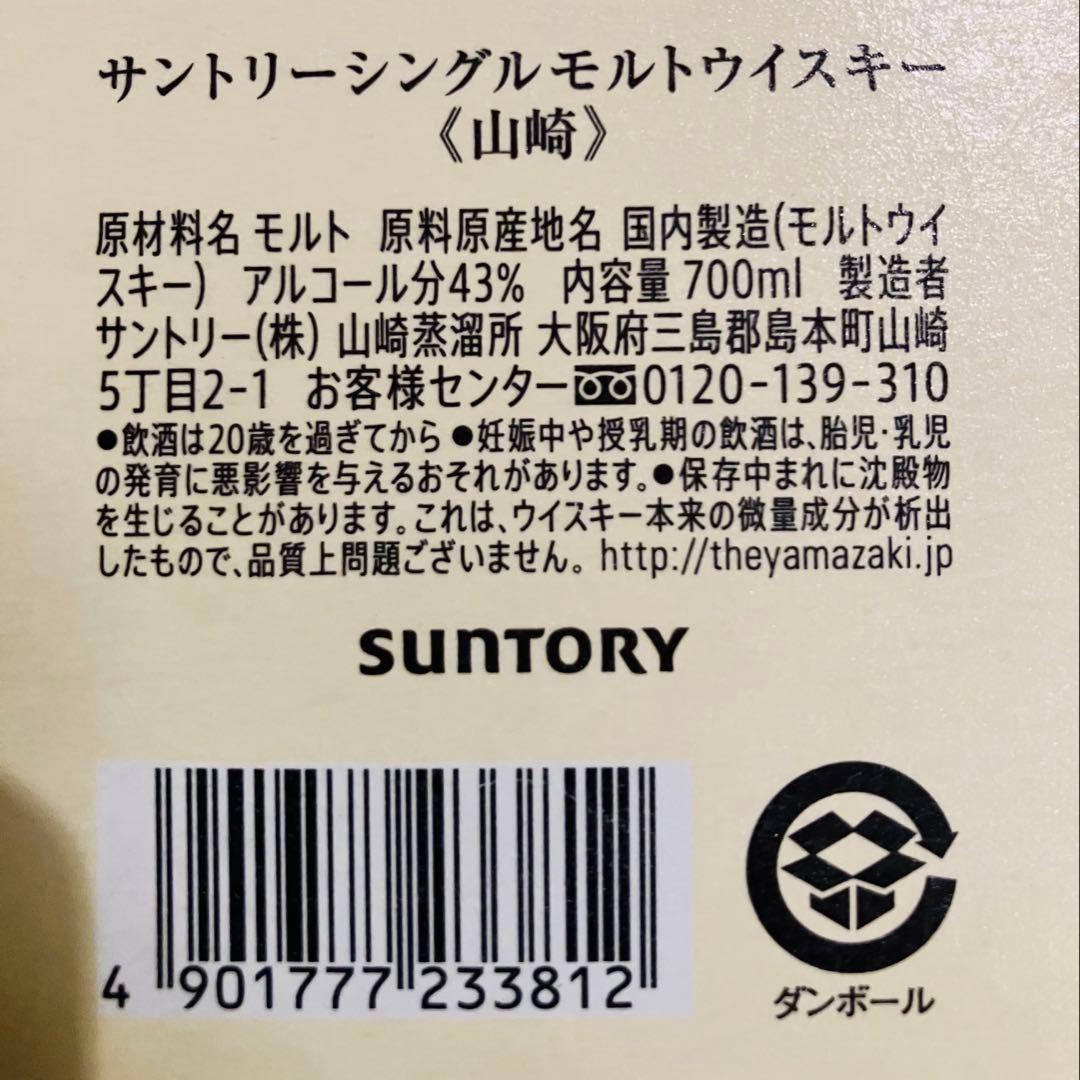 サントリーシングルモルトウイスキー
《山崎》
原材料名 モルト 原料原産地名 国内製造(モルトウイ
スキー) アルコール分43% 内容量 700ml 製造者
サントリー(株) 山崎蒸溜所 大阪府三島郡島本町山崎
5丁目2-1 お客様センター 0120-139-310
●飲酒は20歳を過ぎてから ●妊娠中や授乳期の飲酒は、胎児・乳児
の発育に悪影響を与えるおそれがあります。●保存中まれに沈殿物
を生じることがあります。これは、ウイスキー本来の微量成分が析出
したもので、品質上問題ございません。 http://theyamazaki.jp
SUNTORY
4 901777 233812
ダンボール